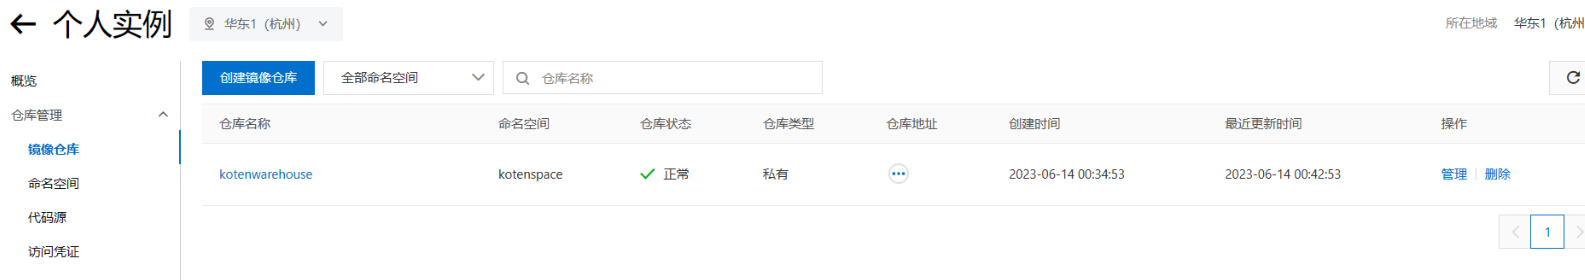 个人实例 华东1（杭州） 所在地域 华东1（杭州
概览
仓库管理
镜像仓库
命名空间
代码源
访问凭证
创建镜像仓库 全部命名空间 仓库名称
仓库名称 命名空间 仓库状态 仓库类型 仓库地址 创建时间 最近更新时间 操作
kotenwarehouse kotenspace 正常 私有 2023-06-14 00:34:53 2023-06-14 00:42:53 管理 删除
1